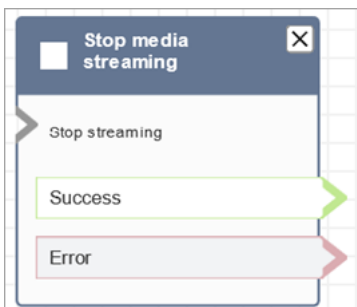 Stop media
streaming
Stop streaming
Success
Error